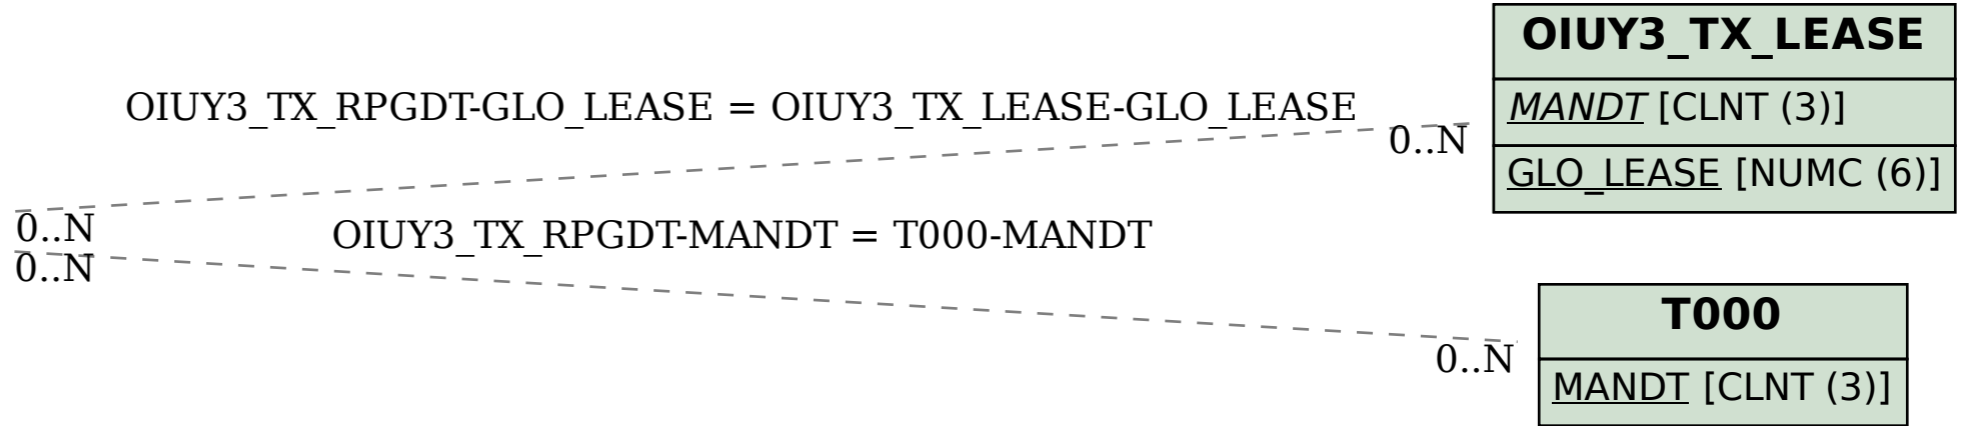 OIUY3_TX_LEASE
MANDT [CLNT (3)]
GLO_LEASE [NUMC (6)]
OIUY3_TX_RPGDT-GLO_LEASE = OIUY3_TX_LEASE-GLO_LEASE
0..N
0..N
OIUY3_TX_RPGDT-MANDT = T000-MANDT
0..N
0..N
T000
MANDT [CLNT (3)]